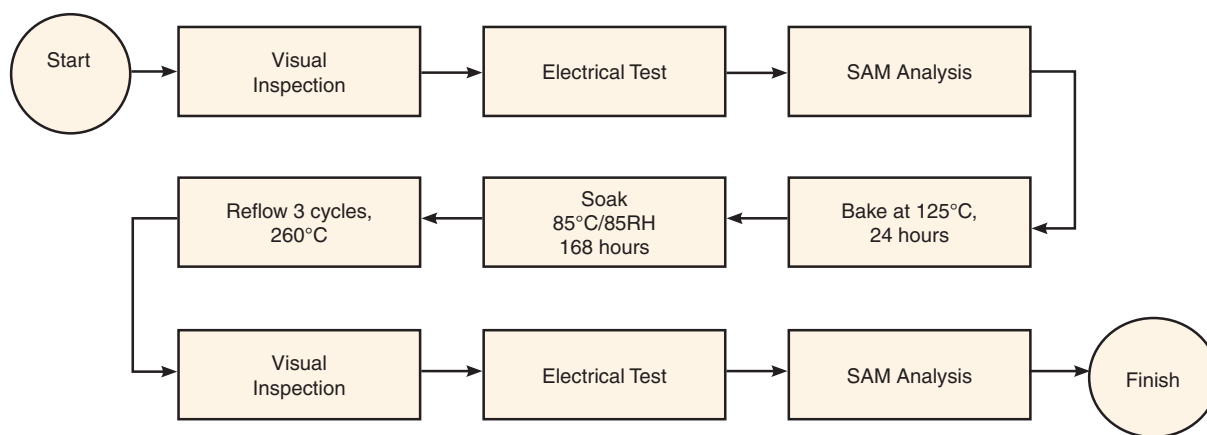 Start
Visual
Inspection
Electrical Test
SAM Analysis
Bake at 125°C,
24 hours
Soak
85°C/85RH
168 hours
Reflow 3 cycles,
260°C
Visual
Inspection
Electrical Test
SAM Analysis
Finish